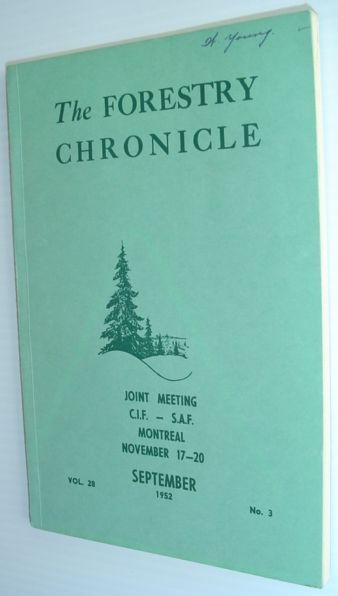 W. Young.
The FORESTRY
CHRONICLE
JOINT MEETING
C.I.F. — S.A.F.
MONTREAL
NOVEMBER 17—20
VOL. 28 SEPTEMBER No. 3
1952